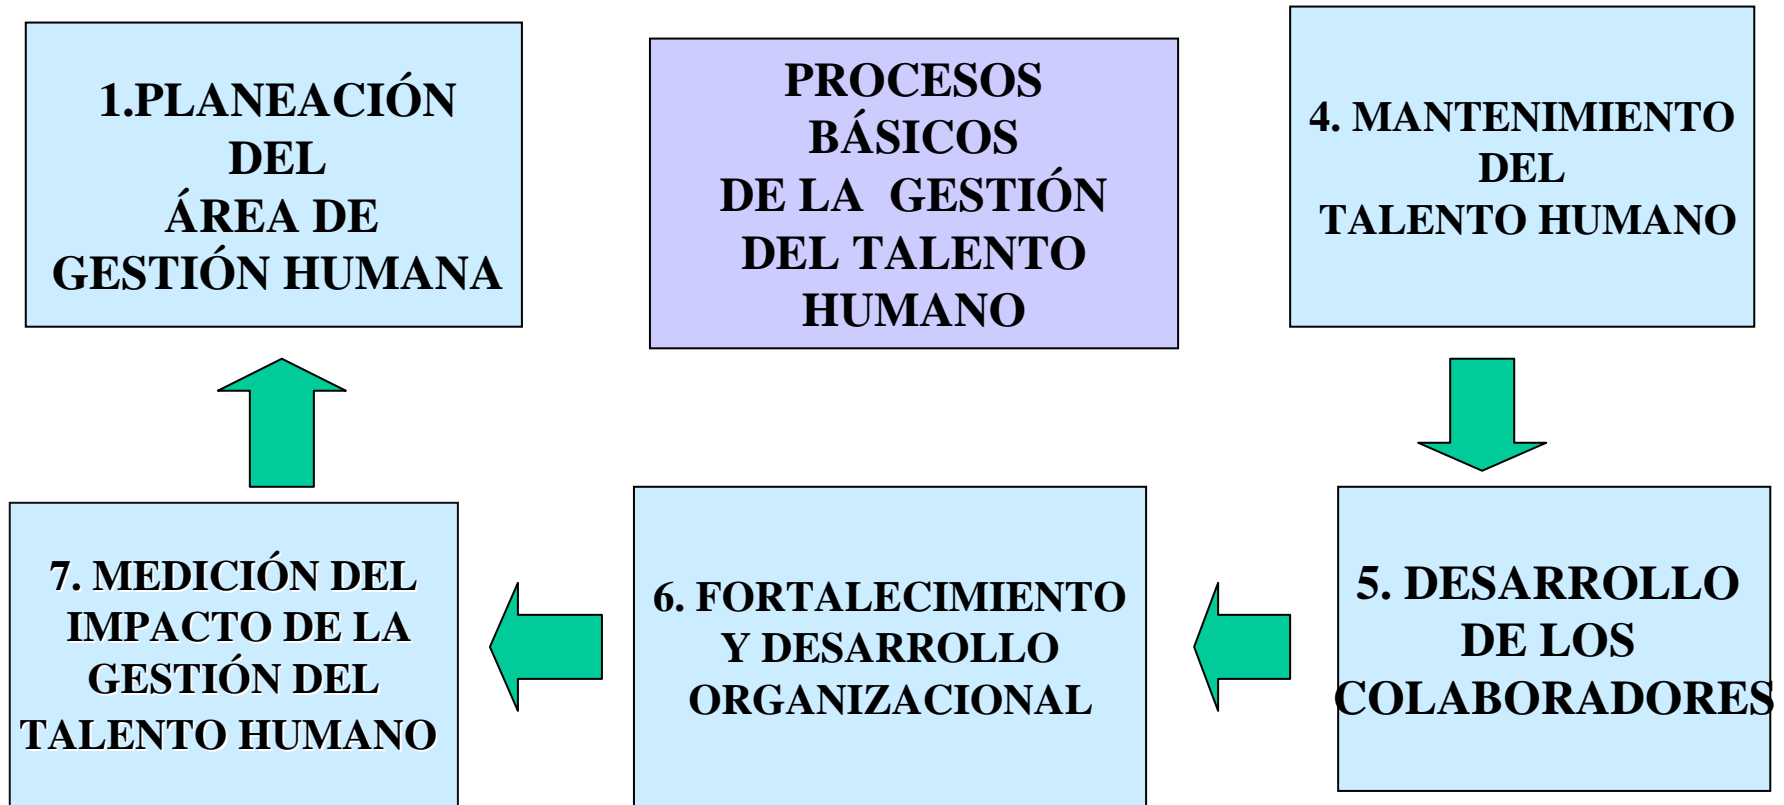 1.PLANEACIÓN
DEL
ÁREA DE
GESTIÓN HUMANA
PROCESOS
BÁSICOS
DE LA GESTIÓN
DEL TALENTO
HUMANO
4. MANTENIMIENTO
DEL
TALENTO HUMANO
5. DESARROLLO
DE LOS
COLABORADORES
6. FORTALECIMIENTO
Y DESARROLLO
ORGANIZACIONAL
7. MEDICIÓN DEL
IMPACTO DE LA
GESTIÓN DEL
TALENTO HUMANO